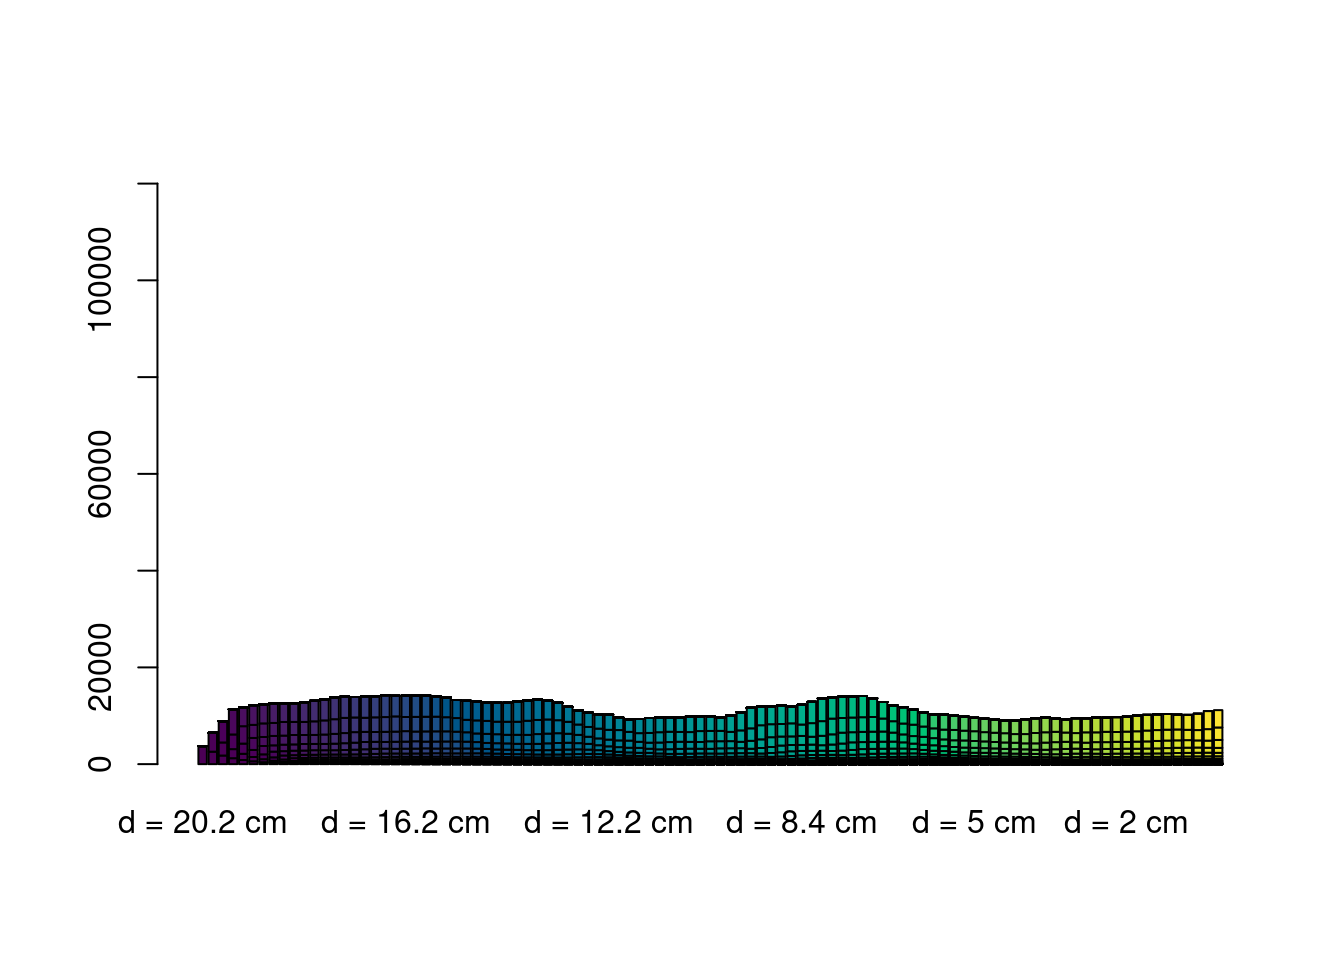 100000
60000
20000
0
d = 20.2 cm d = 16.2 cm d = 12.2 cm d = 8.4 cm d = 5 cm d = 2 cm